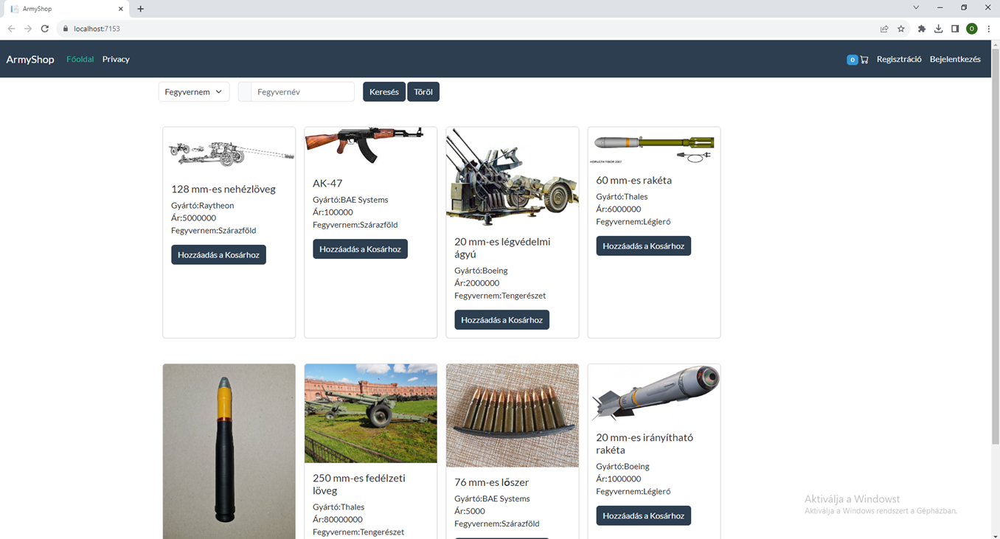 ArmyShop
localhost:7153
O
ArmyShop Főoldal Privacy
0 Regisztráció Bejelentkezés
Fegyvernem Fegyvernév Keresés Töröl
128 mm-es nehézlöveg
Gyártó:Raytheon
Ár:5000000
Fegyvernem:Szárazföld
Hozzáadás a Kosárhoz
AK-47
Gyártó:BAE Systems
Ár:100000
Fegyvernem:Szárazföld
Hozzáadás a Kosárhoz
20 mm-es légvédelmi
ágyú
Gyártó:Boeing
Ár:2000000
Fegyvernem:Tengerészet
Hozzáadás a Kosárhoz
HORVÁTH TIBOR 2007
60 mm-es rakéta
Gyártó:Thales
Ár:6000000
Fegyvernem:Légierő
Hozzáadás a Kosárhoz
250 mm-es fedélzeti
löveg
Gyártó:Thales
Ár:80000000
Fegyvernem:Tengerészet
76 mm-es lőszer
Gyártó:BAE Systems
Ár:5000
Fegyvernem:Szárazföld
20 mm-es irányítható
rakéta
Gyártó:Boeing
Ár:1000000
Fegyvernem:Légierő
Hozzáadás a Kosárhoz
Aktiválja a Windowst
Aktiválja a Windows rendszert a Gépházban.